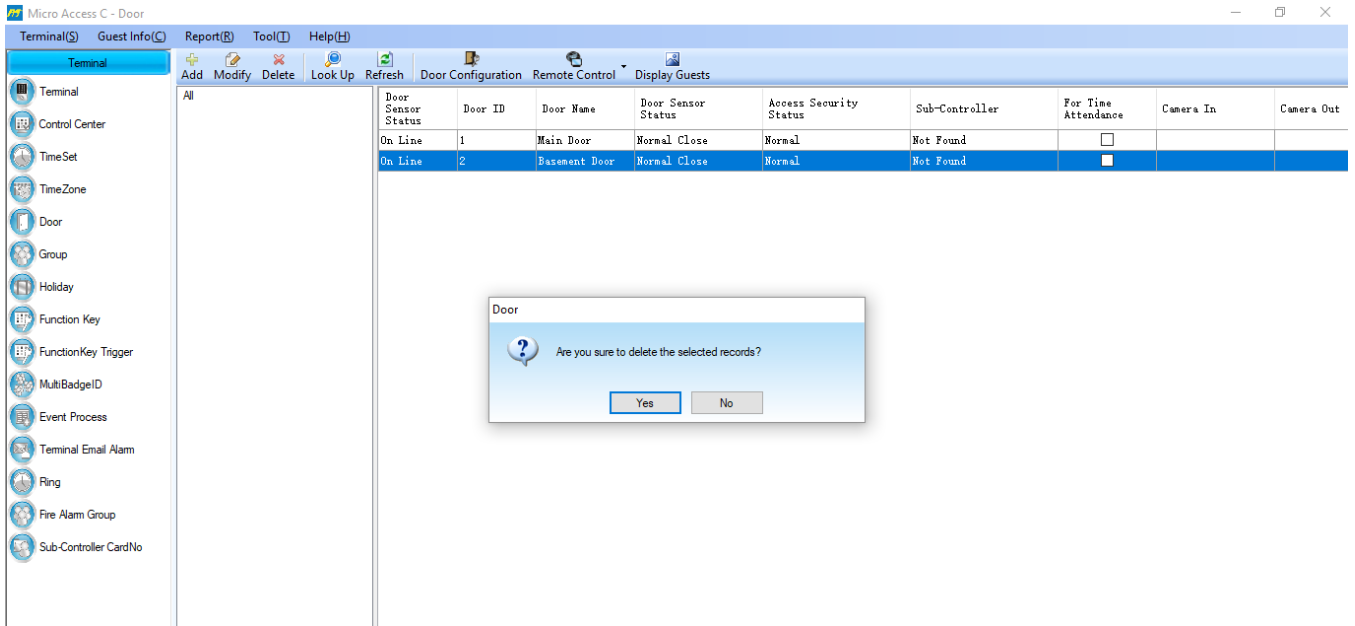 Micro Access C - Door
Terminal(S) Guest Info(C) Report(R) Tool(T) Help(H)
Terminal
Add Modify Delete Look Up Refresh Door Configuration Remote Control Display Guests
Terminal
Control Center
TimeSet
TimeZone
Door
Group
Holiday
Function Key
FunctionKey Trigger
MultiBadgeID
Event Process
Terminal Email Alarm
Ring
Fire Alarm Group
Sub-Controller CardNo
All
Door Sensor Status Door ID Door Name Door Sensor Status Access Security Status Sub-Controller For Time Attendance Camera In Camera Out
On Line 1 Main Door Normal Close Normal Not Found
On Line 2 Basement Door Normal Close Normal Not Found
Door
Are you sure to delete the selected records?
Yes No